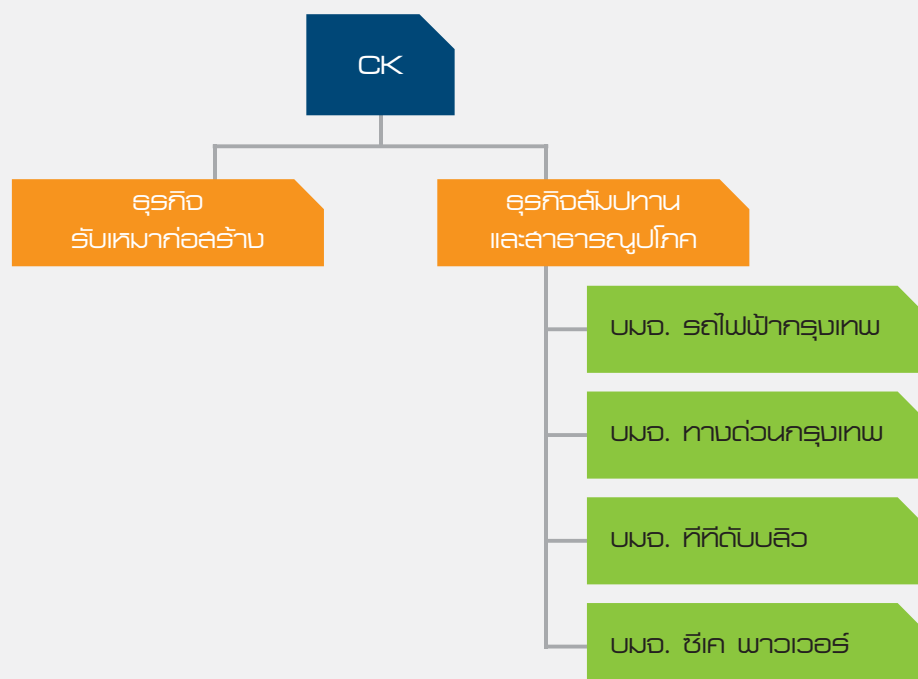 CK
ธุรกิจ
รับเหมาก่อสร้าง
ธุรกิจสัมปทาน
และสาธารณูปโภค
บมจ. รถไฟฟ้ากรุงเทพ
บมจ. ทางด่วนกรุงเทพ
บมจ. ทีทีดับบลิว
บมจ. ซีเค พาวเวอร์